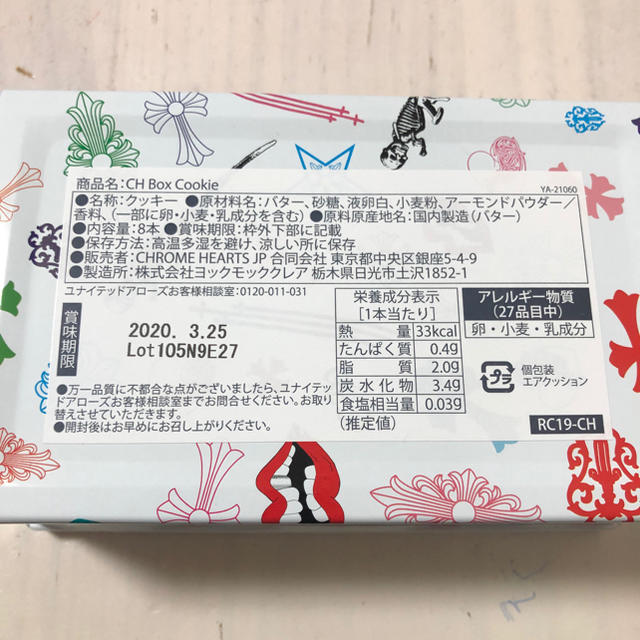 商品名:CH Box Cookie
YA-21060
●名称:クッキー ●原材料名:バター、砂糖、液卵白、小麦粉、アーモンドパウダー／
香料、(一部に卵・小麦・乳成分を含む) ●原料原産地名:国内製造(バター)
●内容量:8本 ●賞味期限:枠外下部に記載
●保存方法:高温多湿を避け、涼しい所に保存
●販売者:CHROME HEARTS JP 合同会社 東京都中央区銀座5-4-9
●製造所:株式会社ヨックモッククレア 栃木県日光市土沢1852-1
ユナイテッドアローズお客様相談室:0120-011-031
賞味期限
2020. 3.25
Lot105N9E27
●万一品質に不都合な点がございましたら、ユナイテッ
ドアローズお客様相談室までお問合せください。お取り
替えさせていただきます。
●開封後はお早めにお召し上がりください。
栄養成分表示
[1本当たり]
熱量 33kcal
たんぱく質 0.4g
脂質 2.0g
炭水化物 3.4g
食塩相当量 0.03g
(推定値)
アレルギー物質
(27品目中)
卵・小麦・乳成分
プラ
個包装
エアクッション
RC19-CH